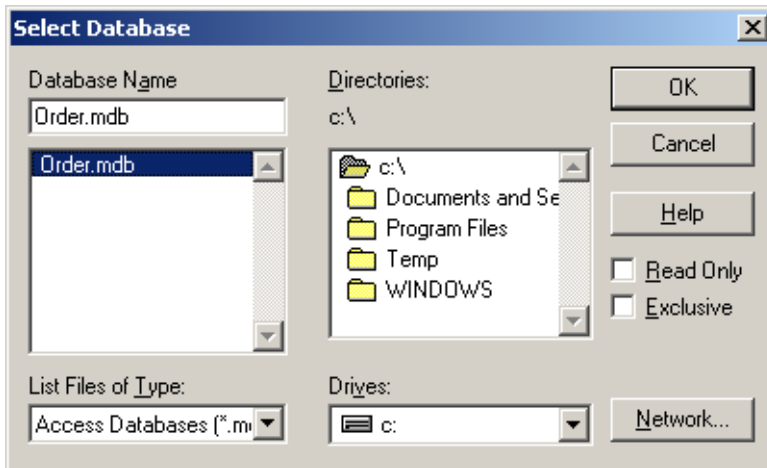 Select Database
Database Name
Order.mdb
Order.mdb
List Files of Type:
Access Databases (*.m
Directories:
c:\
c:\
Documents and Se
Program Files
Temp
WINDOWS
Drives:
c:
OK
Cancel
Help
Read Only
Exclusive
Network...